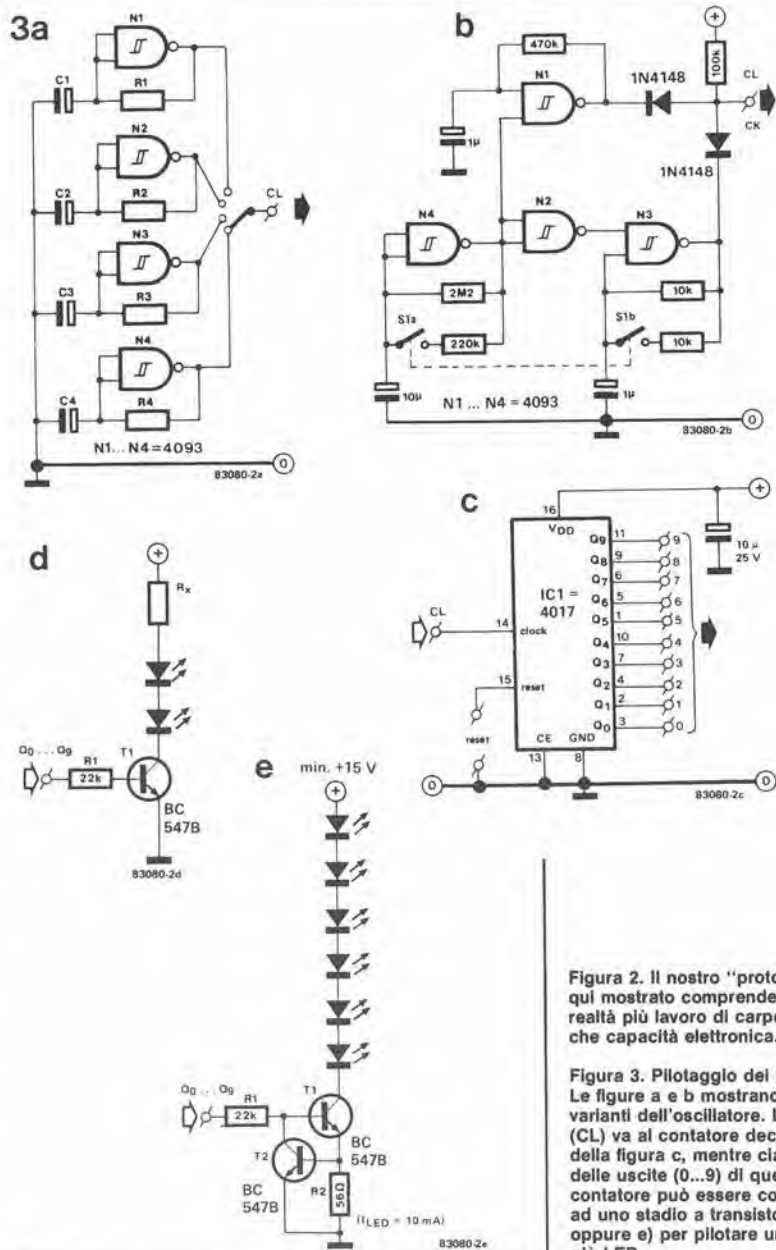 3a
N1
C1
R1
N2
C2
R2
CL
N3
C3
R3
N4
C4
R4
N1... N4 = 4093
83080-2a
0
b
470k
N1
1N4148
+
100k
CL
CK
1N4148
1µ
N4
N2
N3
2M2
10k
S1a
220k
S1b
10k
10µ
N1 ... N4 = 4093
1µ
83080-2b
0
c
+
16
VDD
10 µ
25 V
IC1 =
4017
CL
14
clock
15
reset
reset
CE
GND
13
8
Q9 11 9
Q8 9 8
Q7 6 7
Q6 5 6
Q5 1 5
Q4 10 4
Q3 7 3
Q2 4 2
Q1 2 1
Q0 3 0
0
0
83080-2c
d
+
Rx
Q0 ... Q9
R1
22k
T1
BC
547B
83080-2d
e
min. +15 V
+
Q0 ... Q9
R1
22k
T1
BC
547B
T2
BC
547B
R2
56Ω
(ILED = 10 mA)
83080-2e
Figura 2. Il nostro "proto
qui mostrato comprende
realtà più lavoro di carpe
che capacità elettronica.
Figura 3. Pilotaggio dei
Le figure a e b mostrano
varianti dell'oscillatore. L
(CL) va al contatore dec
della figura c, mentre cia
delle uscite (0...9) di que
contatore può essere co
ad uno stadio a transisto
oppure e) per pilotare u